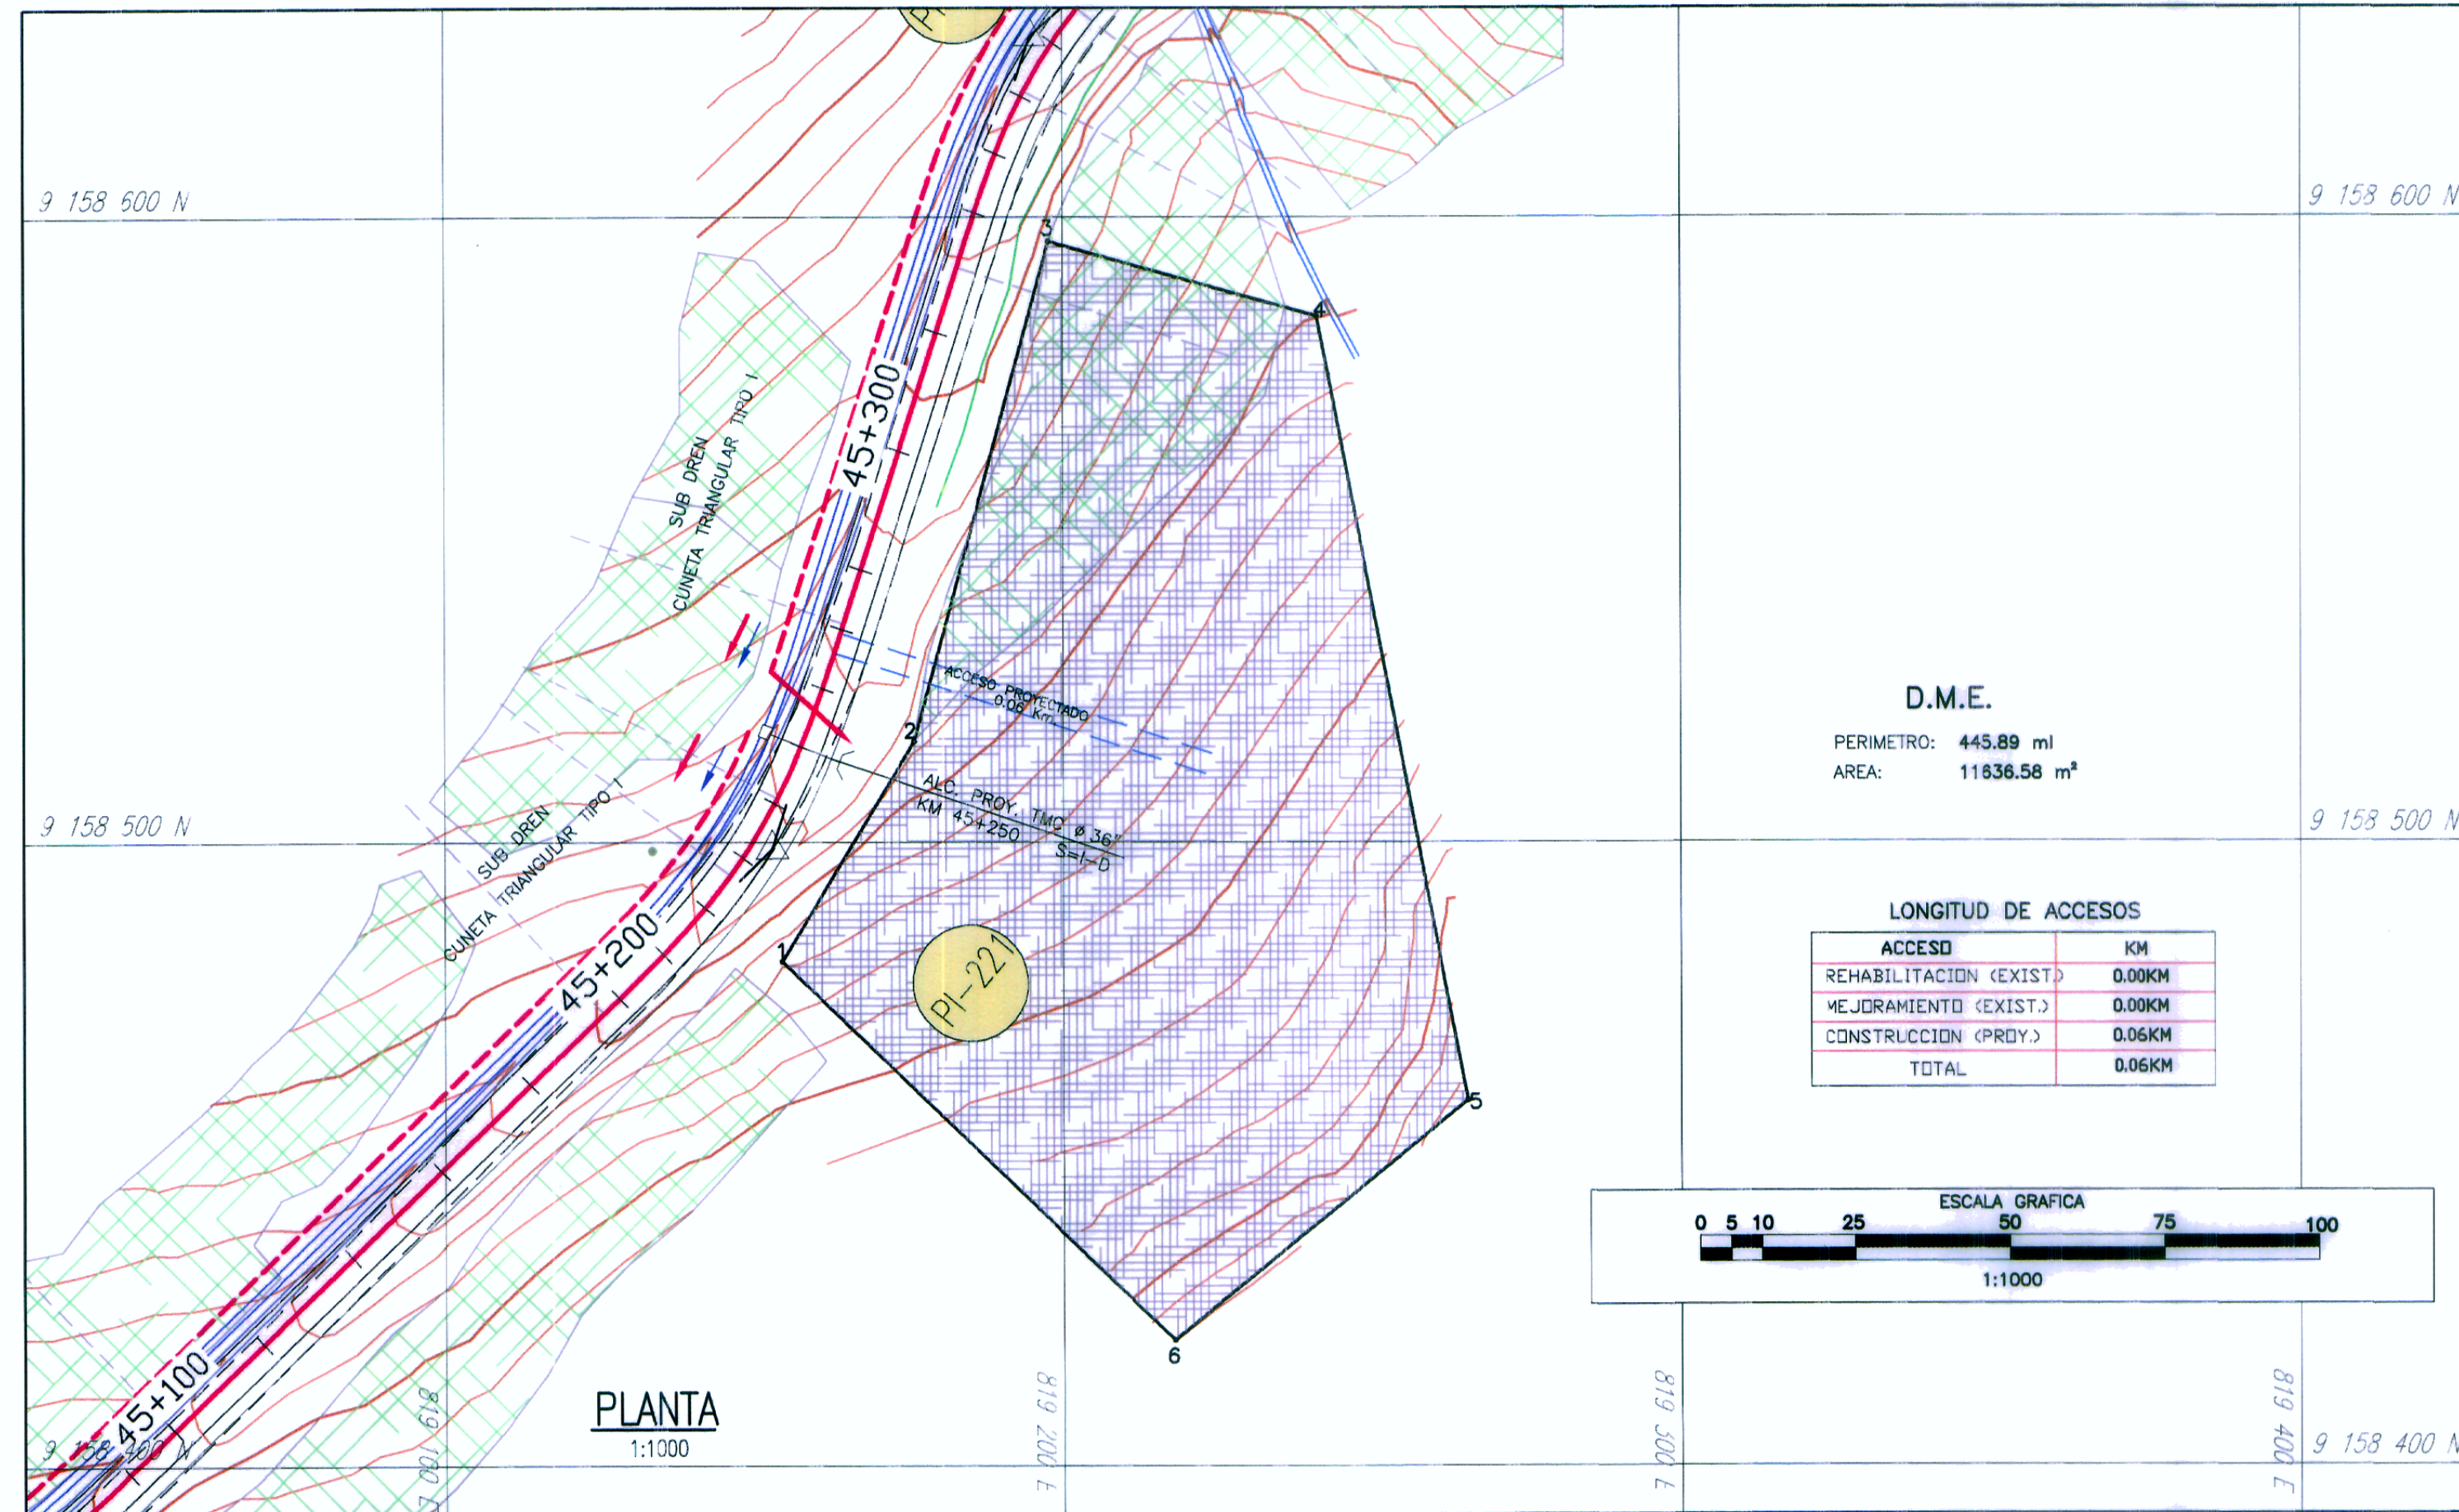 9 158 600 N
9 158 600 N
3
4
45+300
SUB DREN
CUNETA TRIANGULAR TIPO I
ACCESO PROYECTADO
0.06 Km.
2
ALC. PROY. TMC ø 36"
KM 45+250 S=I-D
D.M.E.
PERIMETRO: 445.89 ml
AREA: 11636.58 m²
9 158 500 N
9 158 500 N
SUB DREN
CUNETA TRIANGULAR TIPO I
45+200
1
PI-221
LONGITUD DE ACCESOS
ACCESO KM
REHABILITACION (EXIST.) 0.00KM
MEJORAMIENTO (EXIST.) 0.00KM
CONSTRUCCION (PROY.) 0.06KM
TOTAL 0.06KM
5
ESCALA GRAFICA
0 5 10 25 50 75 100
1:1000
6
45+100
PLANTA
1:1000
819 100 E
819 200 E
819 300 E
819 400 E
9 158 400 N
9 158 400 N